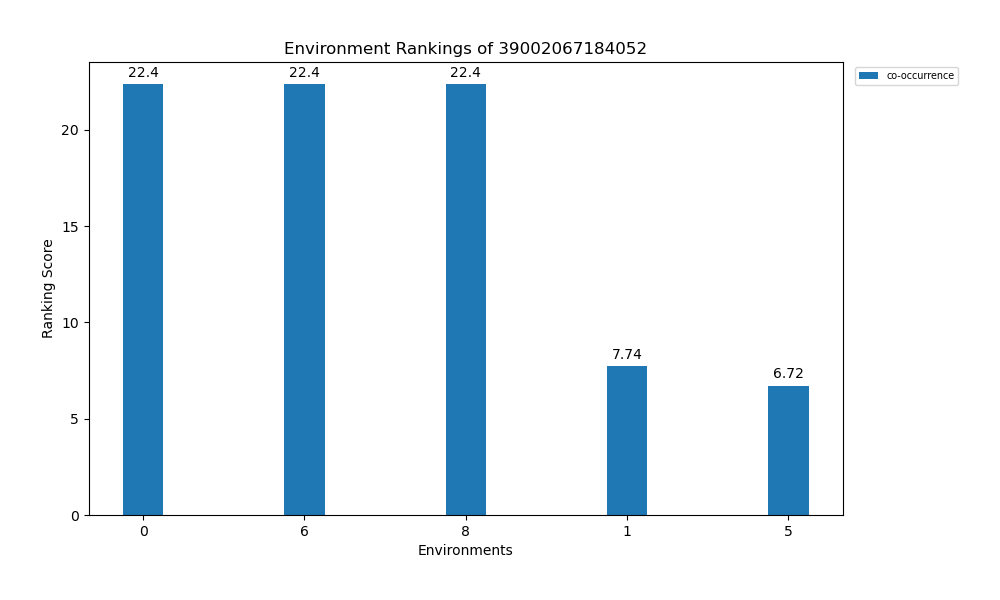 Environment Rankings of 39002067184052
22.4 22.4 22.4
co-occurrence
20
15
Ranking Score
10
7.74
6.72
5
0
0 6 8 1 5
Environments